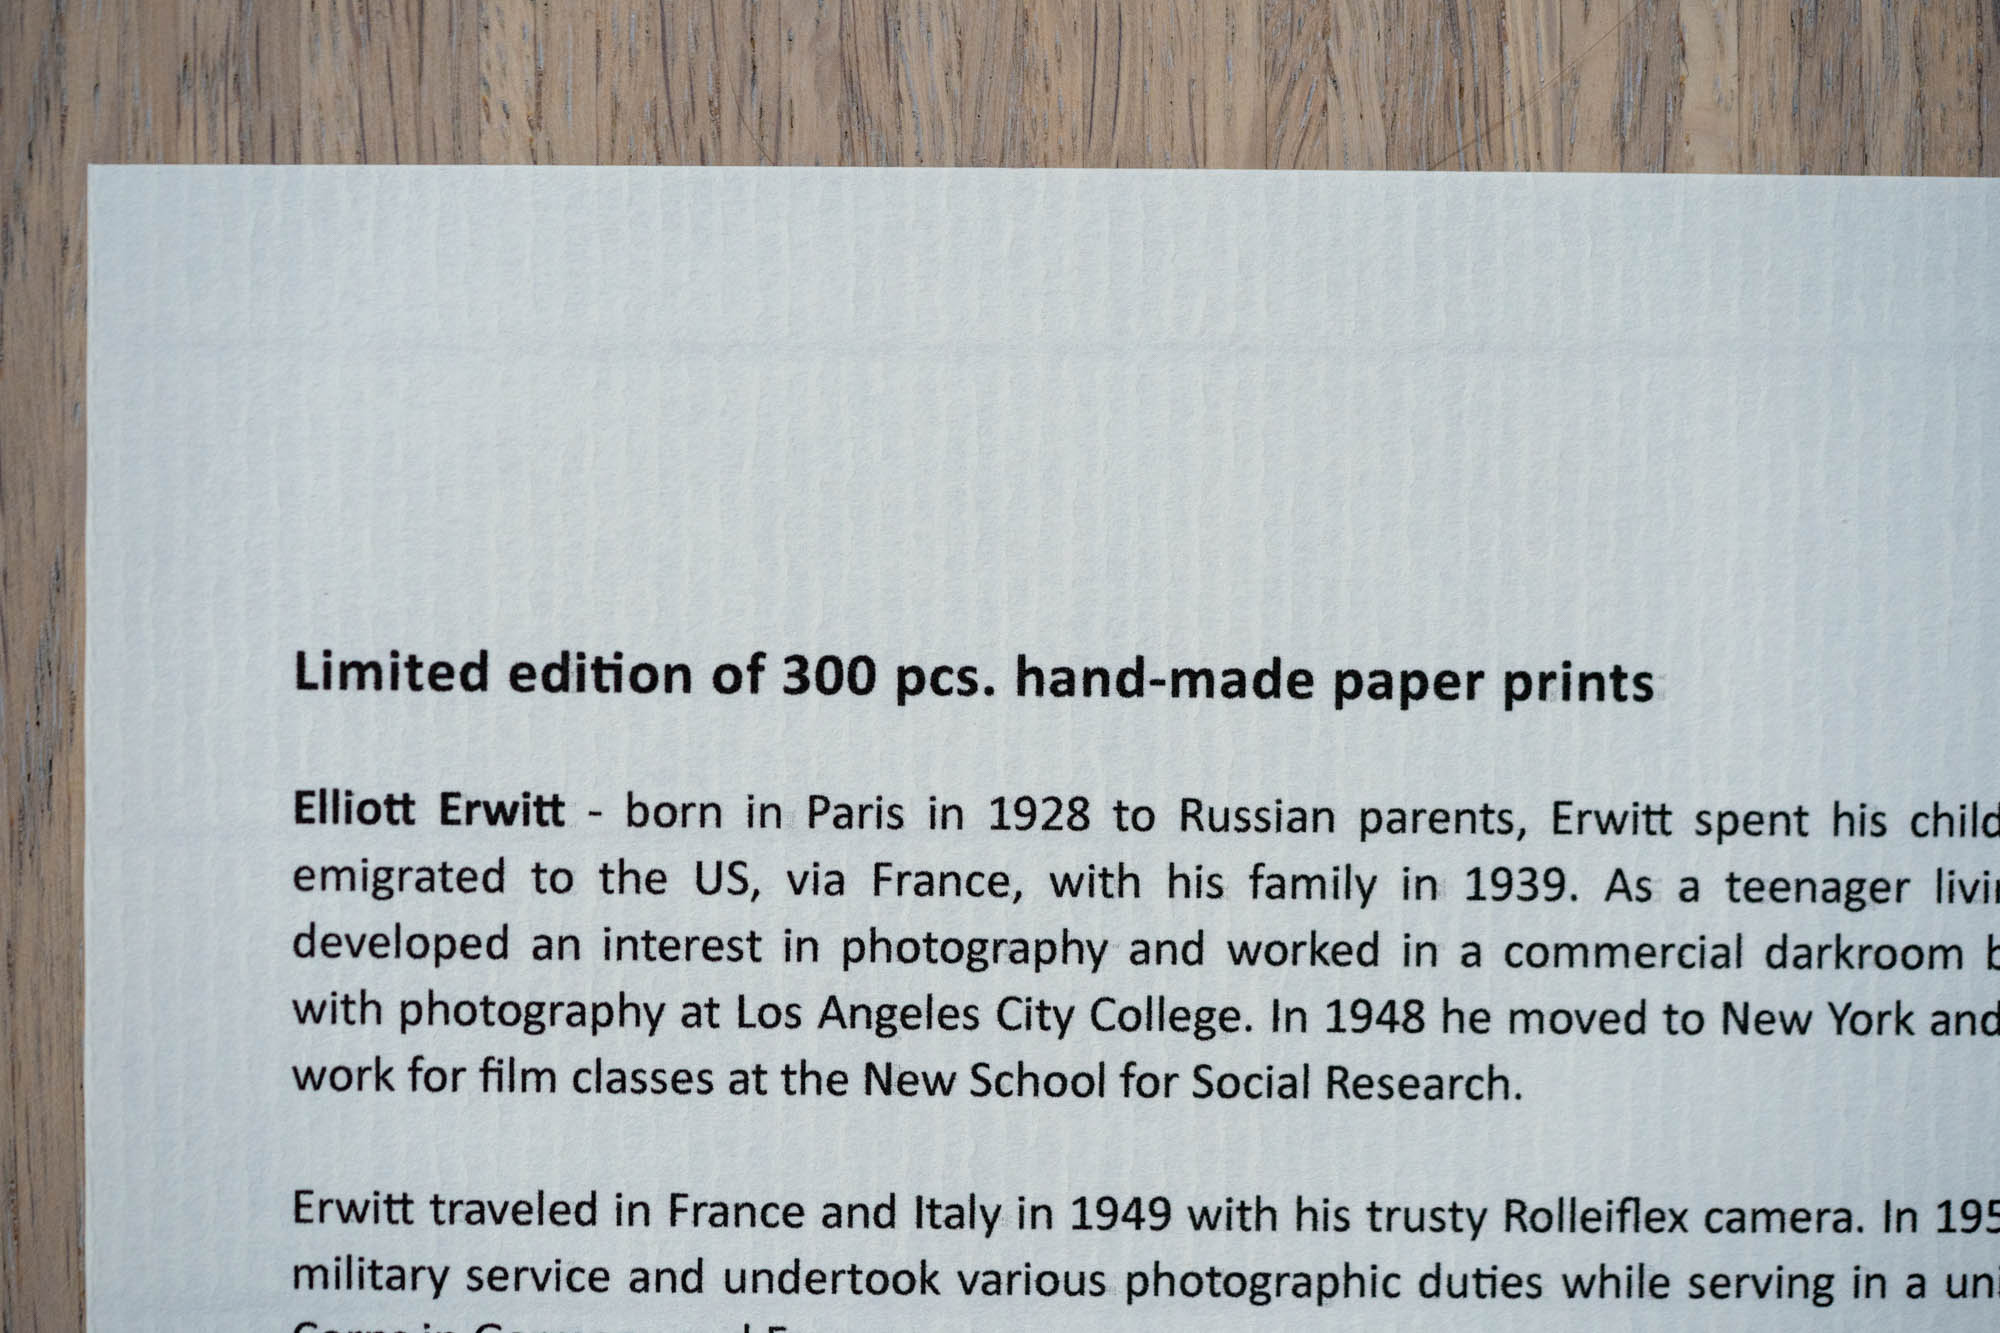 Limited edition of 300 pcs. hand-made paper prints
Elliott Erwitt - born in Paris in 1928 to Russian parents, Erwitt spent his
emigrated to the US, via France, with his family in 1939. As a teenager
developed an interest in photography and worked in a commercial darkroom
with photography at Los Angeles City College. In 1948 he moved to New York and
work for film classes at the New School for Social Research.
Erwitt traveled in France and Italy in 1949 with his trusty Rolleiflex camera. In
military service and undertook various photographic duties while serving in a